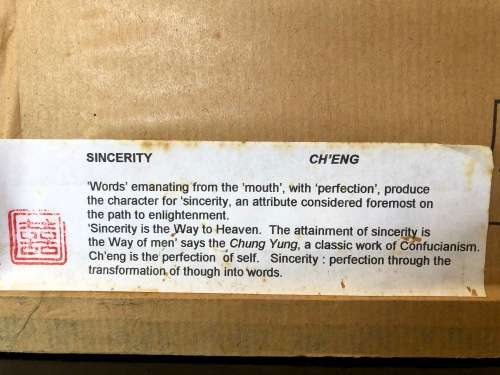 SINCERITY CH'ENG
'Words' emanating from the 'mouth', with 'perfection', produce
the character for 'sincerity, an attribute considered foremost on
the path to enlightenment.
'Sincerity is the Way to Heaven. The attainment of sincerity is
the Way of men' says the Chung Yung, a classic work of Confucianism.
Ch'eng is the perfection of self. Sincerity : perfection through the
transformation of though into words.
囍